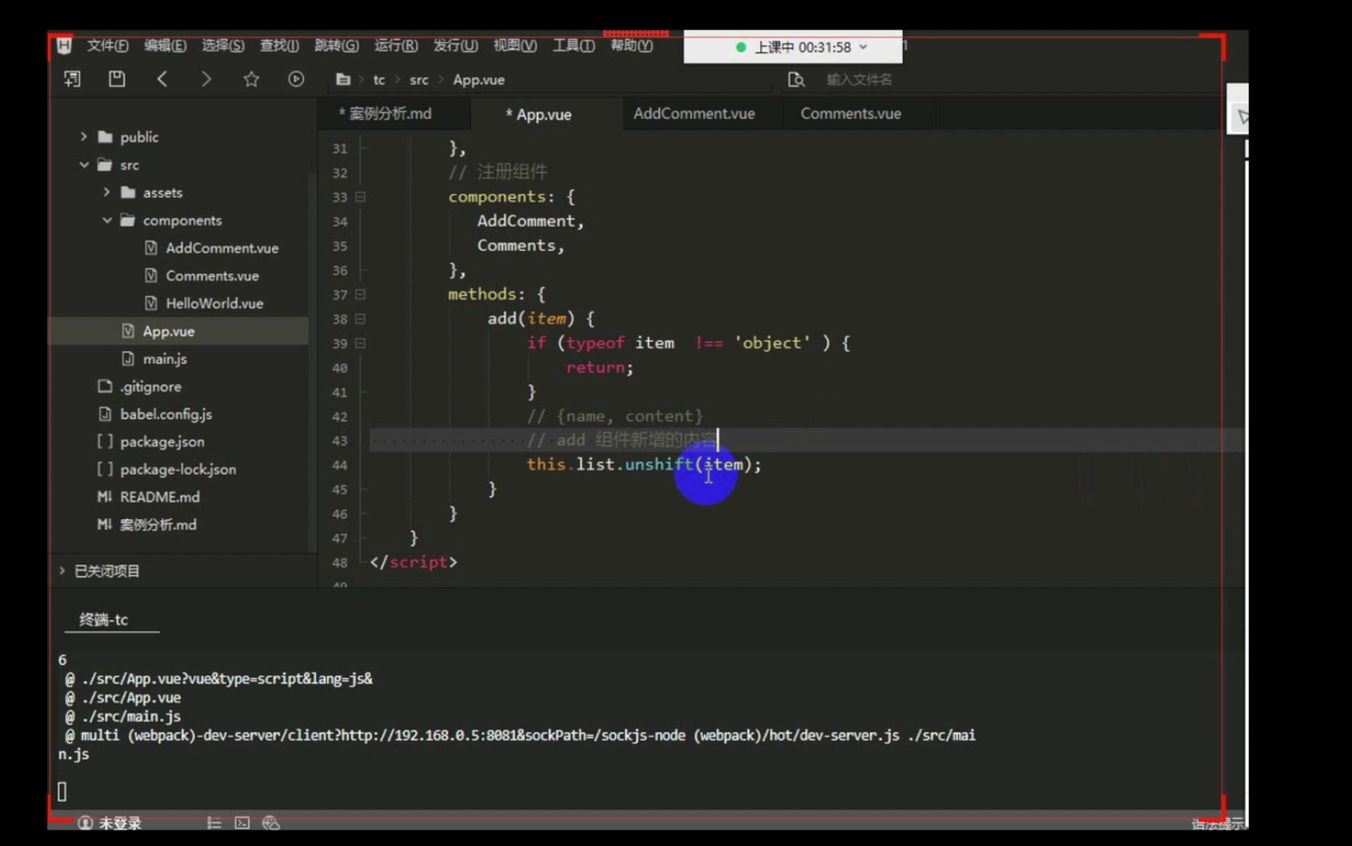 H 文件(F) 编辑(E) 选择(S) 查找(I) 跳转(G) 运行(R) 发行(U) 视图(V) 工具(T) 帮助(Y) 上课中 00:31:58
tc > src > App.vue 输入文件名
* 案例分析.md * App.vue AddComment.vue Comments.vue
public
src
assets
components
AddComment.vue
Comments.vue
HelloWorld.vue
App.vue
main.js
.gitignore
babel.config.js
[ ] package.json
[ ] package-lock.json
M↓ README.md
M↓ 案例分析.md
已关闭项目
31 },
32 // 注册组件
33 components: {
34 AddComment,
35 Comments,
36 },
37 methods: {
38 add(item) {
39 if (typeof item !== 'object' ) {
40 return;
41 }
42 // {name, content}
43 // add 组件新增的内容
44 this.list.unshift(item);
45 }
46 }
47 }
48 </script>
49
终端-tc
6
@ ./src/App.vue?vue&type=script&lang=js&
@ ./src/App.vue
@ ./src/main.js
@ multi (webpack)-dev-server/client?http://192.168.0.5:8081&sockPath=/sockjs-node (webpack)/hot/dev-server.js ./src/mai
n.js
未登录 语法提示